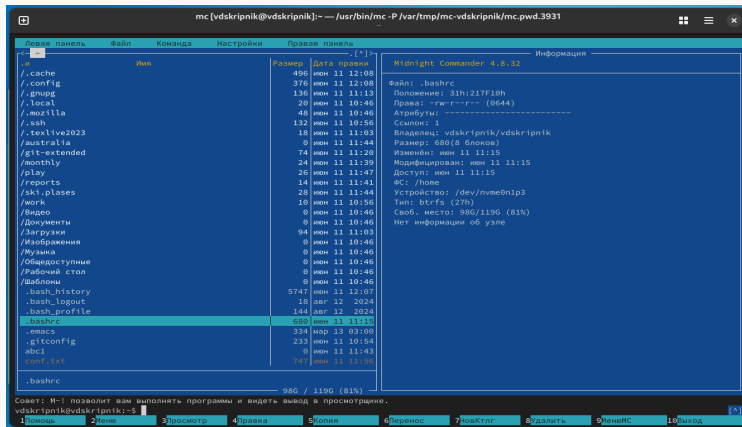 mc [vdskripnik@vdskripnik]:~ — /usr/bin/mc -P /var/tmp/mc-vdskripnik/mc.pwd.3931
~
Левая панель Файл Команда Настройки Правая панель
<- ~ .[^]>
.и Имя Размер Дата правки
/.cache 496 июн 11 12:08
/.config 376 июн 11 12:08
/.gnupg 136 июн 11 11:13
/.local 20 июн 11 10:46
/.mozilla 48 июн 11 10:46
/.ssh 132 июн 11 10:56
/.texlive2023 18 июн 11 11:03
/australia 0 июн 11 11:44
/git-extended 74 июн 11 11:20
/monthly 24 июн 11 11:39
/play 26 июн 11 11:47
/reports 14 июн 11 11:41
/ski.plases 28 июн 11 11:44
/work 10 июн 11 10:56
/Видео 0 июн 11 10:46
/Документы 0 июн 11 10:46
/Загрузки 94 июн 11 11:03
/Изображения 0 июн 11 10:46
/Музыка 0 июн 11 10:46
/Общедоступные 0 июн 11 10:46
/Рабочий стол 0 июн 11 10:46
/Шаблоны 0 июн 11 10:46
.bash_history 5747 июн 11 12:07
.bash_logout 18 авг 12 2024
.bash_profile 144 авг 12 2024
.bashrc 680 июн 11 11:15
.emacs 334 мар 13 03:00
.gitconfig 233 июн 11 10:54
abc1 0 июн 11 11:43
conf.txt 747 июн 11 11:56
.bashrc
98G / 119G (81%)
Информация
Midnight Commander 4.8.32
Файл: .bashrc
Положение: 31h:217F10h
Права: -rw-r--r-- (0644)
Атрибуты: ----------------------
Ссылок: 1
Владелец: vdskripnik/vdskripnik
Размер: 680(8 блоков)
Изменён: июн 11 11:15
Модифицирован: июн 11 11:15
Доступ: июн 11 11:15
ФС: /home
Устройство: /dev/nvme0n1p3
Тип: btrfs (27h)
Своб. место: 98G/119G (81%)
Нет информации об узле
Совет: M-! позволит вам выполнять программы и видеть вывод в просмотрщике.
vdskripnik@vdskripnik:~$ [^]
1Помощь 2Меню 3Просмотр 4Правка 5Копия 6Перенос 7НовКтлг 8Удалить 9МенюMC 10Выход